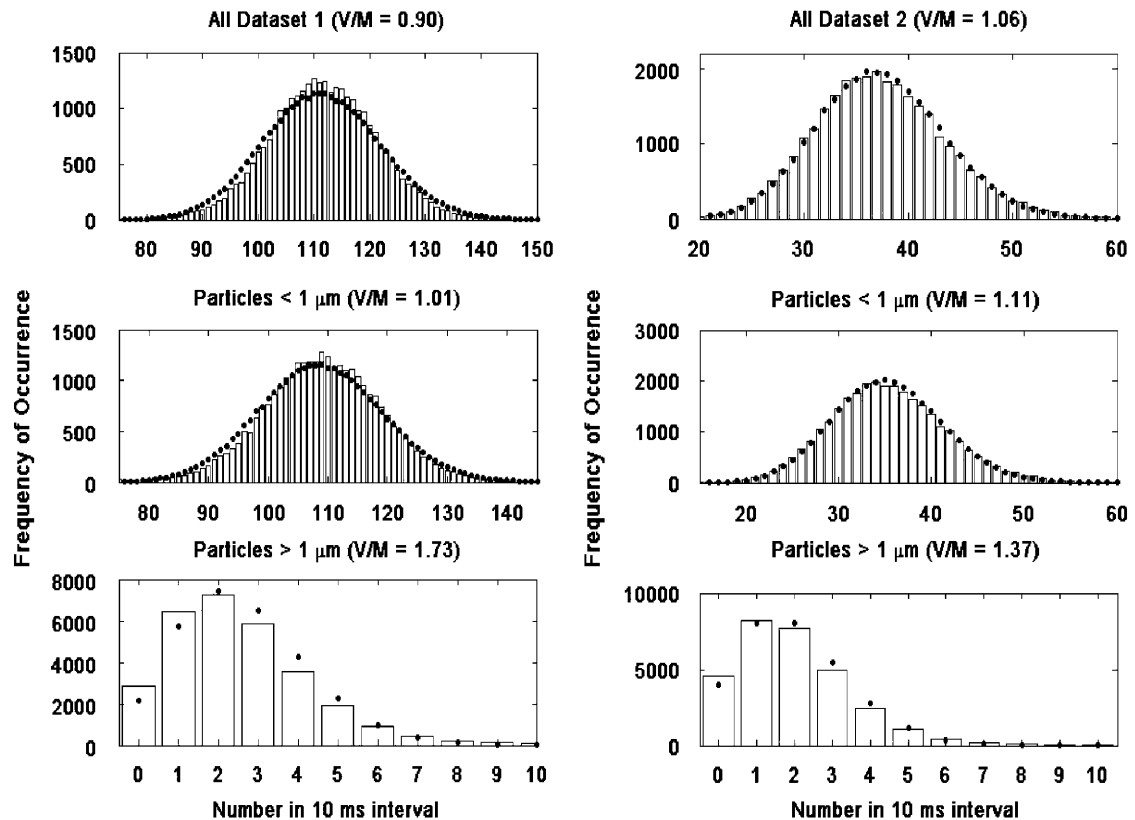 All Dataset 1 (V/M = 0.90)
1500
1000
500
0
80 90 100 110 120 130 140 150
Particles < 1 μm (V/M = 1.01)
1500
1000
500
0
80 90 100 110 120 130 140
Particles > 1 μm (V/M = 1.73)
8000
6000
4000
2000
0
0 1 2 3 4 5 6 7 8 9 10
Number in 10 ms interval
Frequency of Occurrence
All Dataset 2 (V/M = 1.06)
2000
1000
0
20 30 40 50 60
Particles < 1 μm (V/M = 1.11)
3000
2000
1000
0
20 30 40 50 60
Particles > 1 μm (V/M = 1.37)
10000
5000
0
0 1 2 3 4 5 6 7 8 9 10
Number in 10 ms interval
Frequency of Occurrence